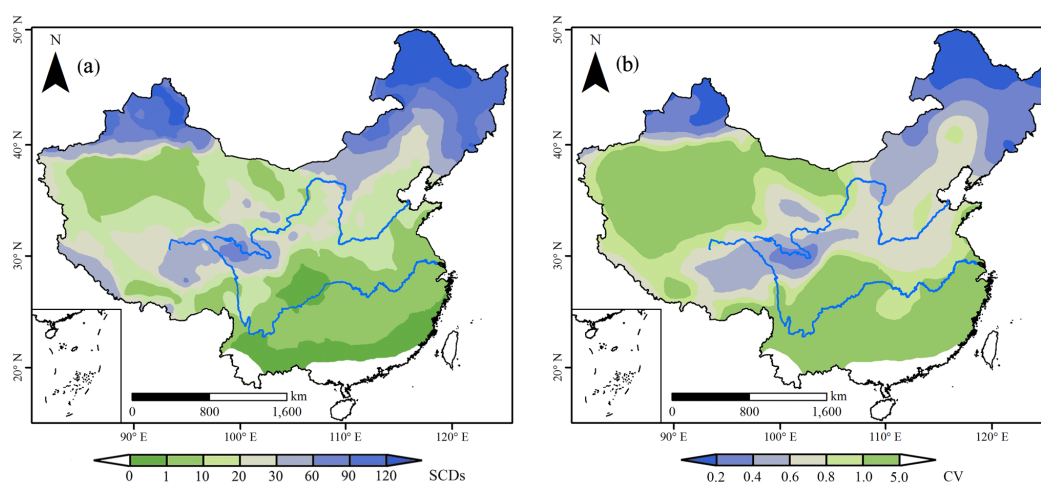 N
(a)
50° N
40° N
30° N
20° N
km
0 800 1,600
90° E 100° E 110° E 120° E
0 1 10 20 30 60 90 120 SCDs
N
(b)
50° N
40° N
30° N
20° N
km
0 800 1,600
90° E 100° E 110° E 120° E
0.2 0.4 0.6 0.8 1.0 5.0 CV